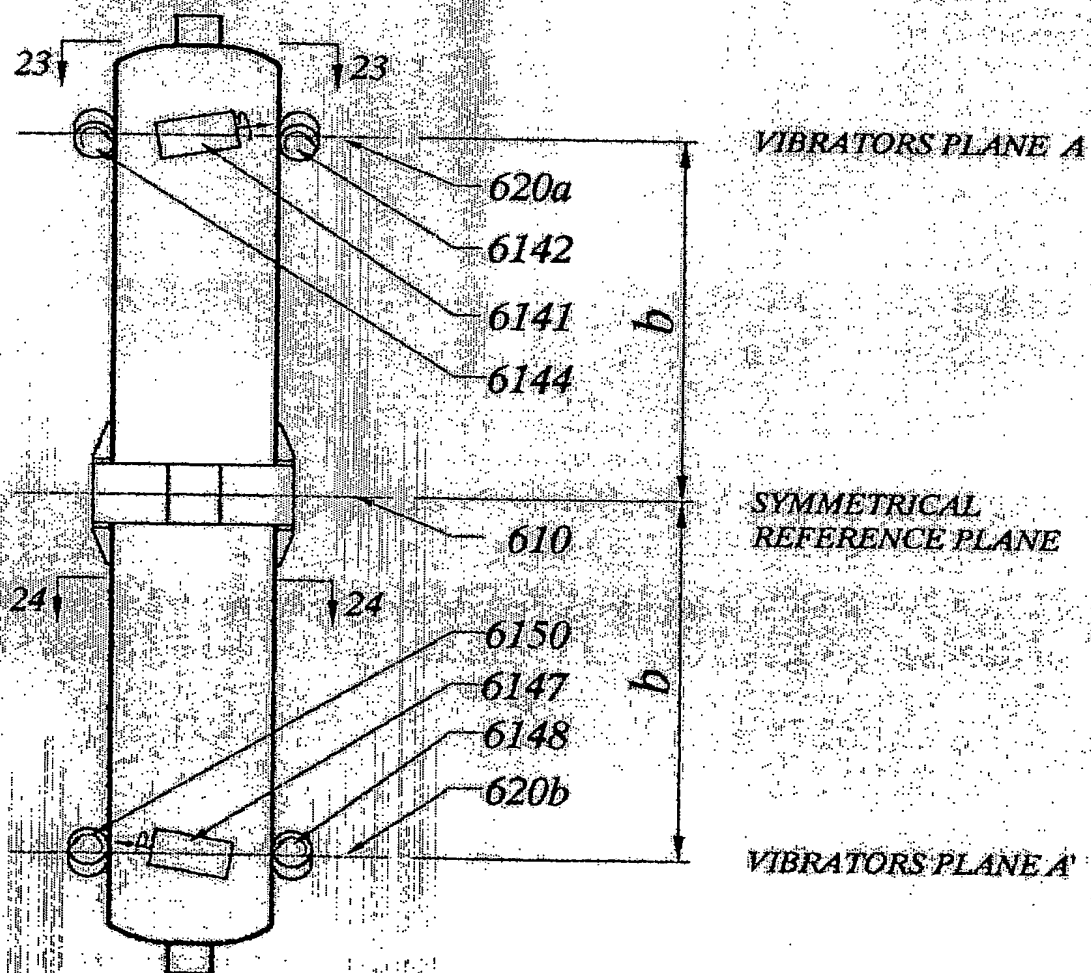 23
23
VIBRATORS PLANE A
620a
6142
6141
b
6144
SYMMETRICAL
REFERENCE PLANE
610
24
24
6150
6147
b
6148
620b
VIBRATORS PLANE A'